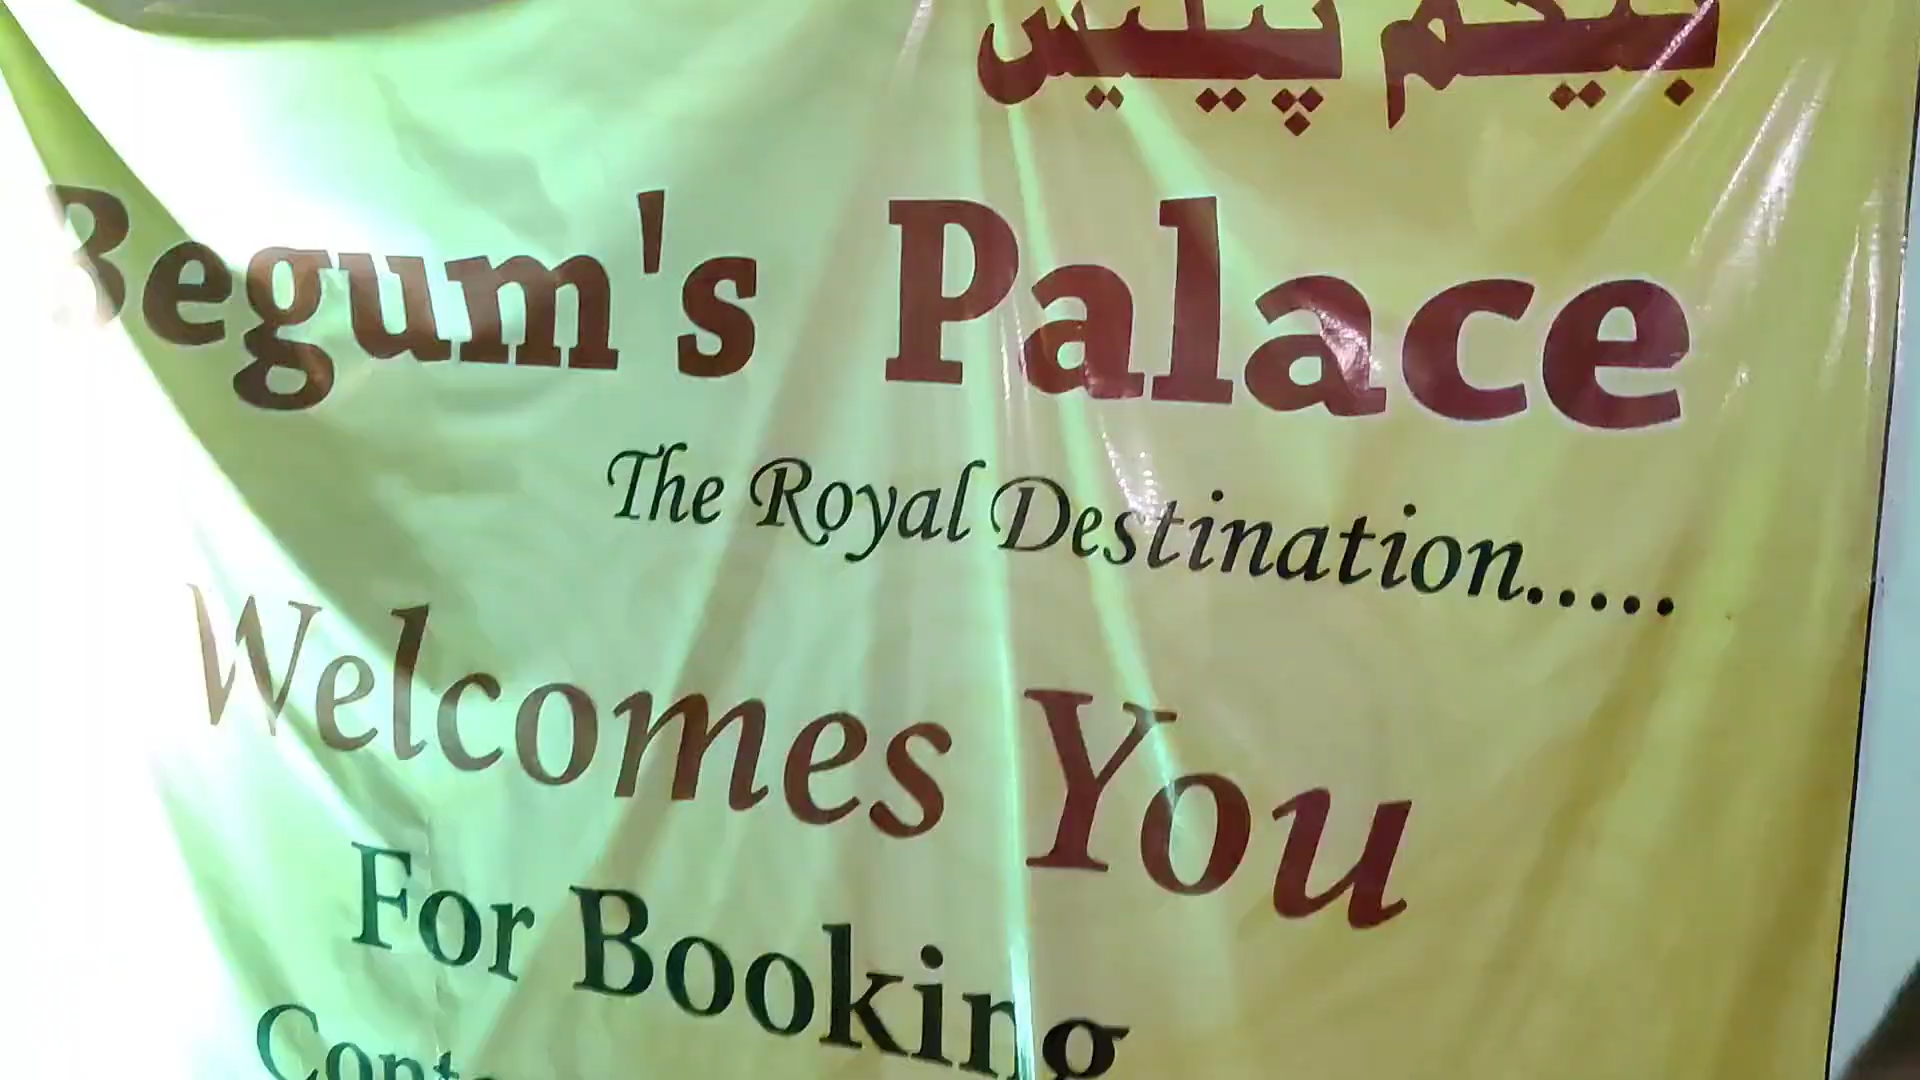 بیگم پیلیس
Begum's Palace
The Royal Destination.....
Welcomes You
For Booking